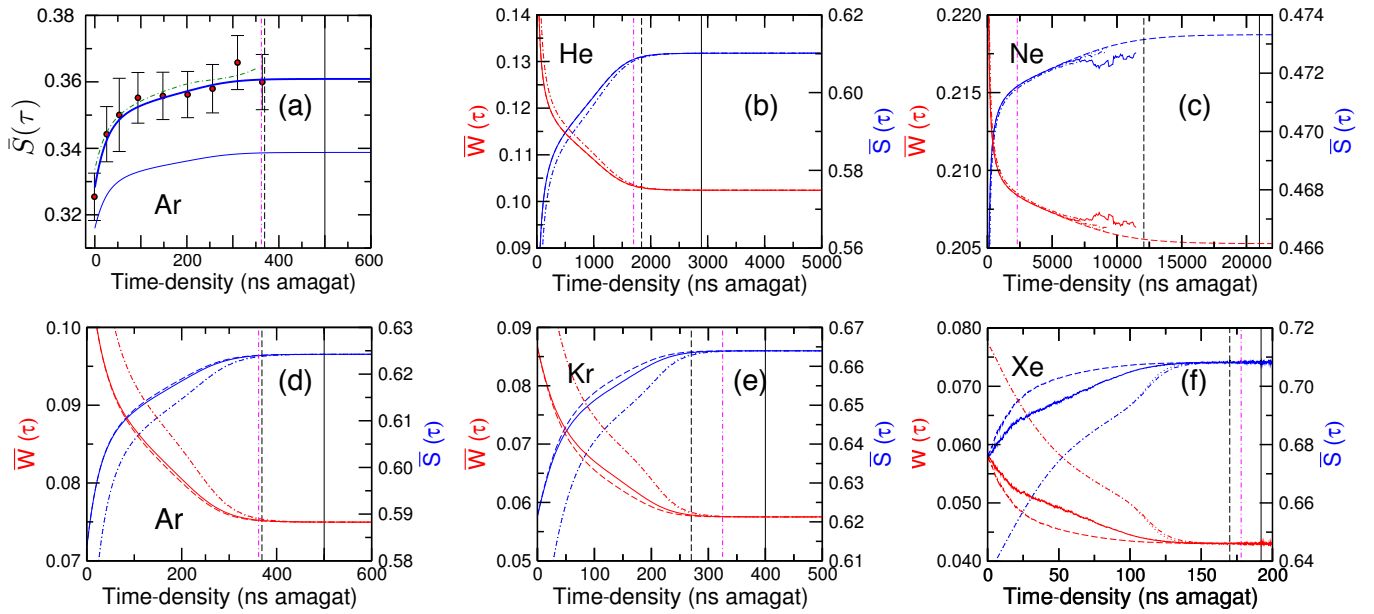 0.38
0.36
0.34
0.32
S̄(τ)
(a)
Ar
0 200 400 600
Time-density (ns amagat)
0.14
0.13
0.12
0.11
0.10
0.09
W̄(τ)
He
(b)
0.62
0.60
0.58
0.56
S̄(τ)
0 1000 2000 3000 4000 5000
Time-density (ns amagat)
0.220
0.215
0.210
0.205
W̄(τ)
Ne
(c)
0.474
0.472
0.470
0.468
0.466
S̄(τ)
0 5000 10000 15000 20000
Time-density (ns amagat)
0.10
0.09
0.08
0.07
W̄(τ)
Ar
(d)
0.63
0.62
0.61
0.60
0.59
0.58
S̄(τ)
0 200 400 600
Time-density (ns amagat)
0.09
0.08
0.07
0.06
0.05
W̄(τ)
Kr
(e)
0.67
0.66
0.65
0.64
0.63
0.62
0.61
S̄(τ)
0 100 200 300 400 500
Time-density (ns amagat)
0.080
0.070
0.060
0.050
0.040
W(τ)
Xe
(f)
0.72
0.70
0.68
0.66
0.64
S̄(τ)
0 50 100 150 200
Time-density (ns amagat)